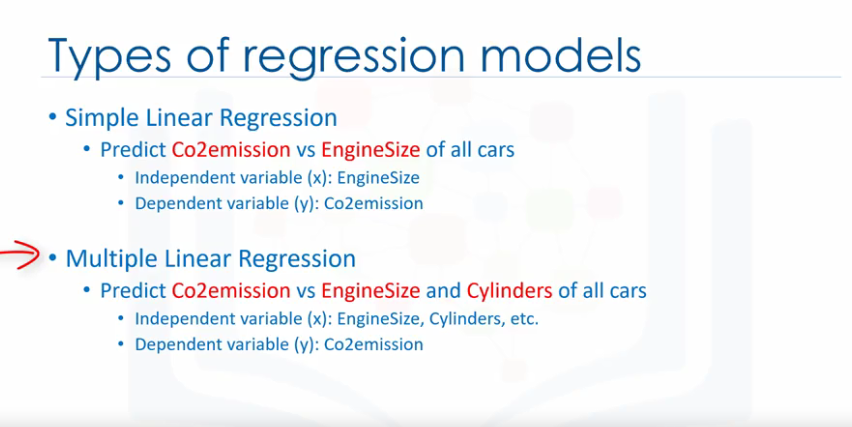 Types of regression models
• Simple Linear Regression
• Predict Co2emission vs EngineSize of all cars
• Independent variable (x): EngineSize
• Dependent variable (y): Co2emission
• Multiple Linear Regression
• Predict Co2emission vs EngineSize and Cylinders of all cars
• Independent variable (x): EngineSize, Cylinders, etc.
• Dependent variable (y): Co2emission